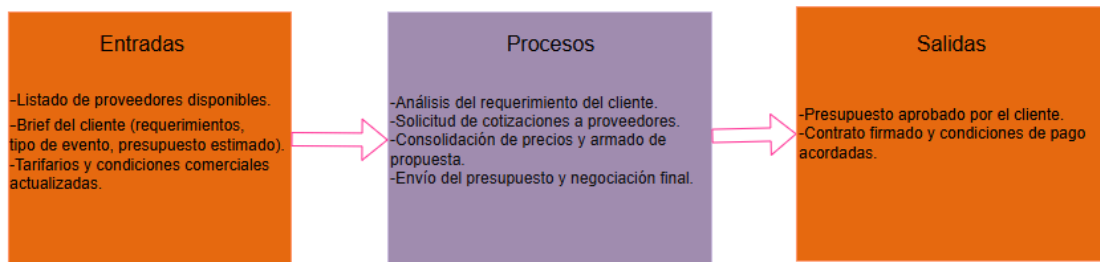 Entradas
-Listado de proveedores disponibles.
-Brief del cliente (requerimientos,
tipo de evento, presupuesto estimado).
-Tarifarios y condiciones comerciales
actualizadas.
Procesos
-Análisis del requerimiento del cliente.
-Solicitud de cotizaciones a proveedores.
-Consolidación de precios y armado de
propuesta.
-Envío del presupuesto y negociación final.
Salidas
-Presupuesto aprobado por el cliente.
-Contrato firmado y condiciones de pago
acordadas.